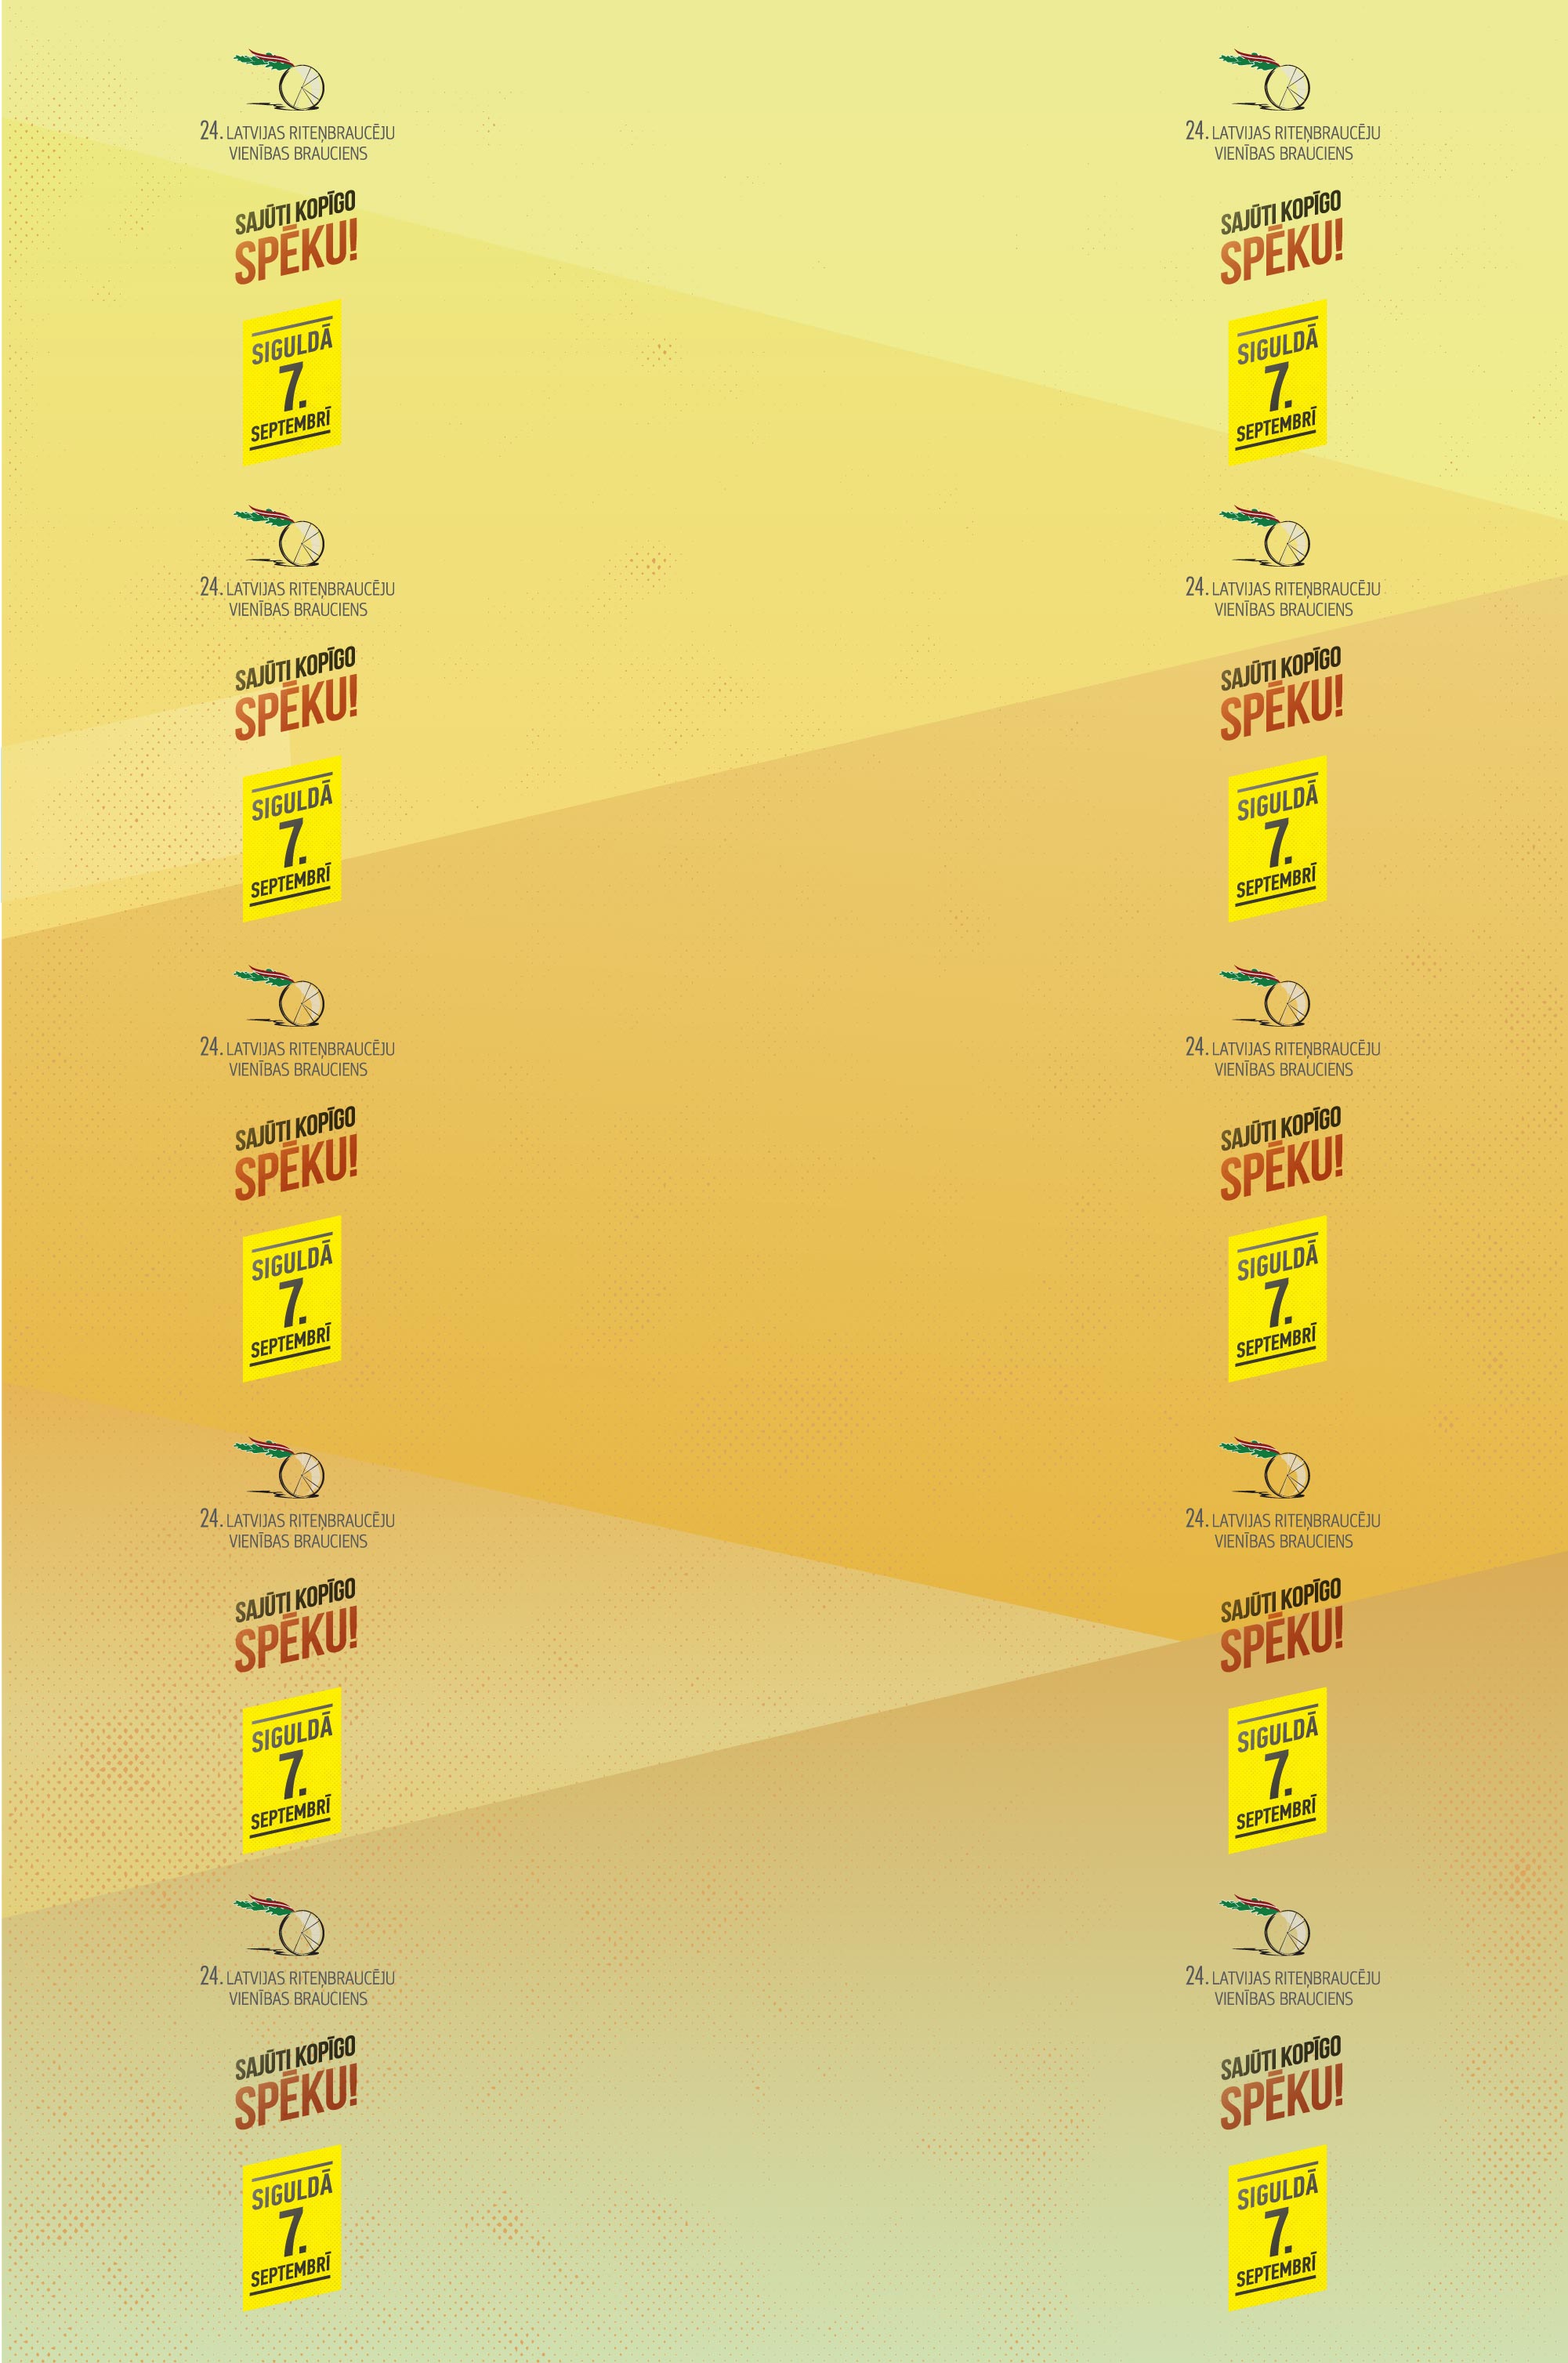 24. LATVIJAS RITEŅBRAUCĒJU
VIENĪBAS BRAUCIENS
SAJŪTI KOPĪGO
SPĒKU!
SIGULDĀ
7.
SEPTEMBRĪ
24. LATVIJAS RITEŅBRAUCĒJU
VIENĪBAS BRAUCIENS
SAJŪTI KOPĪGO
SPĒKU!
SIGULDĀ
7.
SEPTEMBRĪ
24. LATVIJAS RITEŅBRAUCĒJU
VIENĪBAS BRAUCIENS
SAJŪTI KOPĪGO
SPĒKU!
SIGULDĀ
7.
SEPTEMBRĪ
24. LATVIJAS RITEŅBRAUCĒJU
VIENĪBAS BRAUCIENS
SAJŪTI KOPĪGO
SPĒKU!
SIGULDĀ
7.
SEPTEMBRĪ
24. LATVIJAS RITEŅBRAUCĒJU
VIENĪBAS BRAUCIENS
SAJŪTI KOPĪGO
SPĒKU!
SIGULDĀ
7.
SEPTEMBRĪ
24. LATVIJAS RITEŅBRAUCĒJU
VIENĪBAS BRAUCIENS
SAJŪTI KOPĪGO
SPĒKU!
SIGULDĀ
7.
SEPTEMBRĪ
24. LATVIJAS RITEŅBRAUCĒJU
VIENĪBAS BRAUCIENS
SAJŪTI KOPĪGO
SPĒKU!
SIGULDĀ
7.
SEPTEMBRĪ
24. LATVIJAS RITEŅBRAUCĒJU
VIENĪBAS BRAUCIENS
SAJŪTI KOPĪGO
SPĒKU!
SIGULDĀ
7.
SEPTEMBRĪ
24. LATVIJAS RITEŅBRAUCĒJU
VIENĪBAS BRAUCIENS
SAJŪTI KOPĪGO
SPĒKU!
SIGULDĀ
7.
SEPTEMBRĪ
24. LATVIJAS RITEŅBRAUCĒJU
VIENĪBAS BRAUCIENS
SAJŪTI KOPĪGO
SPĒKU!
SIGULDĀ
7.
SEPTEMBRĪ